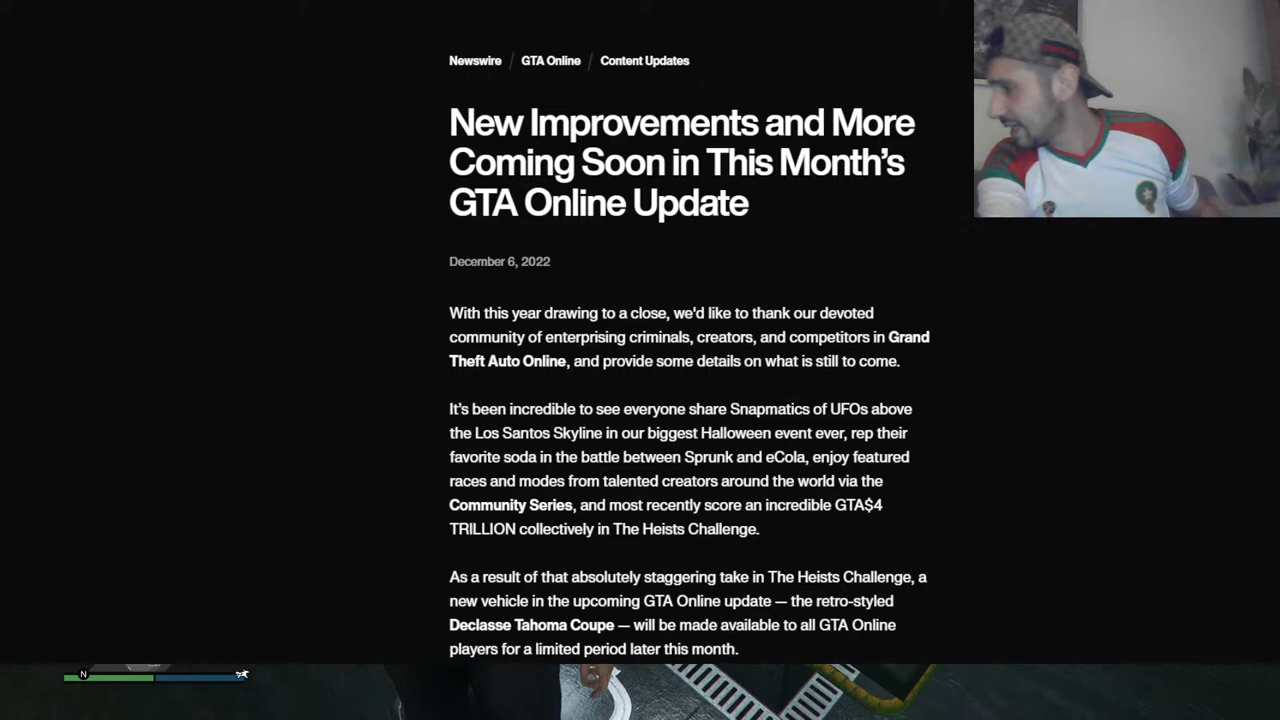 Newswire / GTA Online / Content Updates
New Improvements and More
Coming Soon in This Month’s
GTA Online Update
December 6, 2022
With this year drawing to a close, we'd like to thank our devoted
community of enterprising criminals, creators, and competitors in Grand
Theft Auto Online, and provide some details on what is still to come.
It’s been incredible to see everyone share Snapmatics of UFOs above
the Los Santos Skyline in our biggest Halloween event ever, rep their
favorite soda in the battle between Sprunk and eCola, enjoy featured
races and modes from talented creators around the world via the
Community Series, and most recently score an incredible GTA$4
TRILLION collectively in The Heists Challenge.
As a result of that absolutely staggering take in The Heists Challenge, a
new vehicle in the upcoming GTA Online update — the retro-styled
Declasse Tahoma Coupe — will be made available to all GTA Online
players for a limited period later this month.
N